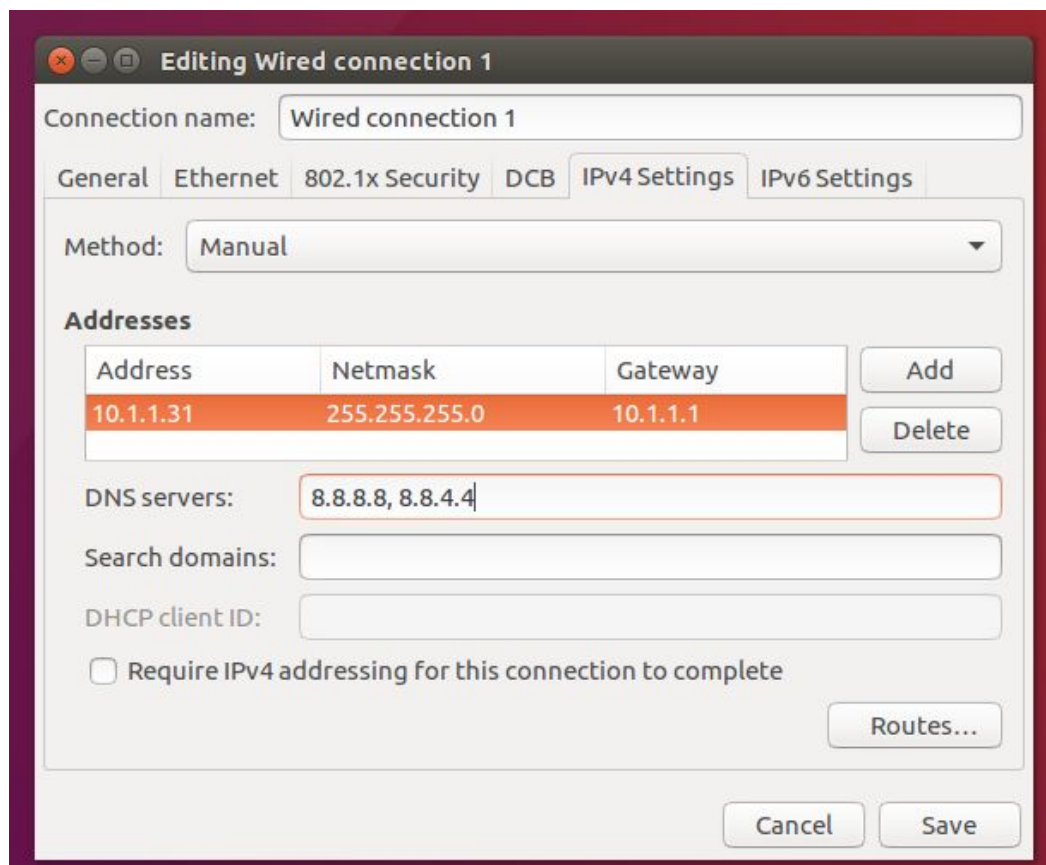 Editing Wired connection 1
Connection name: Wired connection 1
General Ethernet 802.1x Security DCB IPv4 Settings IPv6 Settings
Method: Manual
Addresses
Address Netmask Gateway Add
10.1.1.31 255.255.255.0 10.1.1.1
Delete
DNS servers: 8.8.8.8, 8.8.4.4
Search domains:
DHCP client ID:
Require IPv4 addressing for this connection to complete
Routes...
Cancel Save